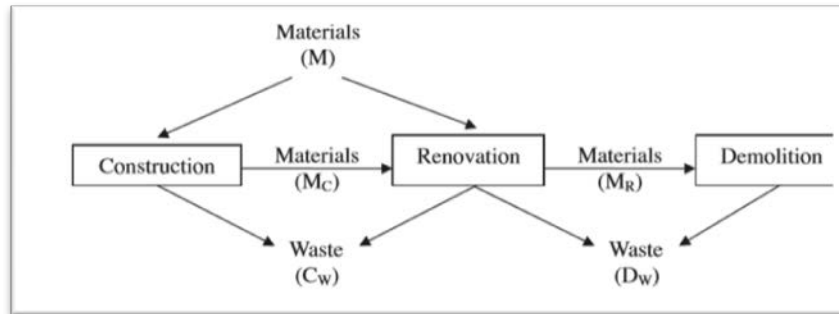 Materials
(M)
Construction
Materials
(MC)
Renovation
Materials
(MR)
Demolition
Waste
(CW)
Waste
(DW)